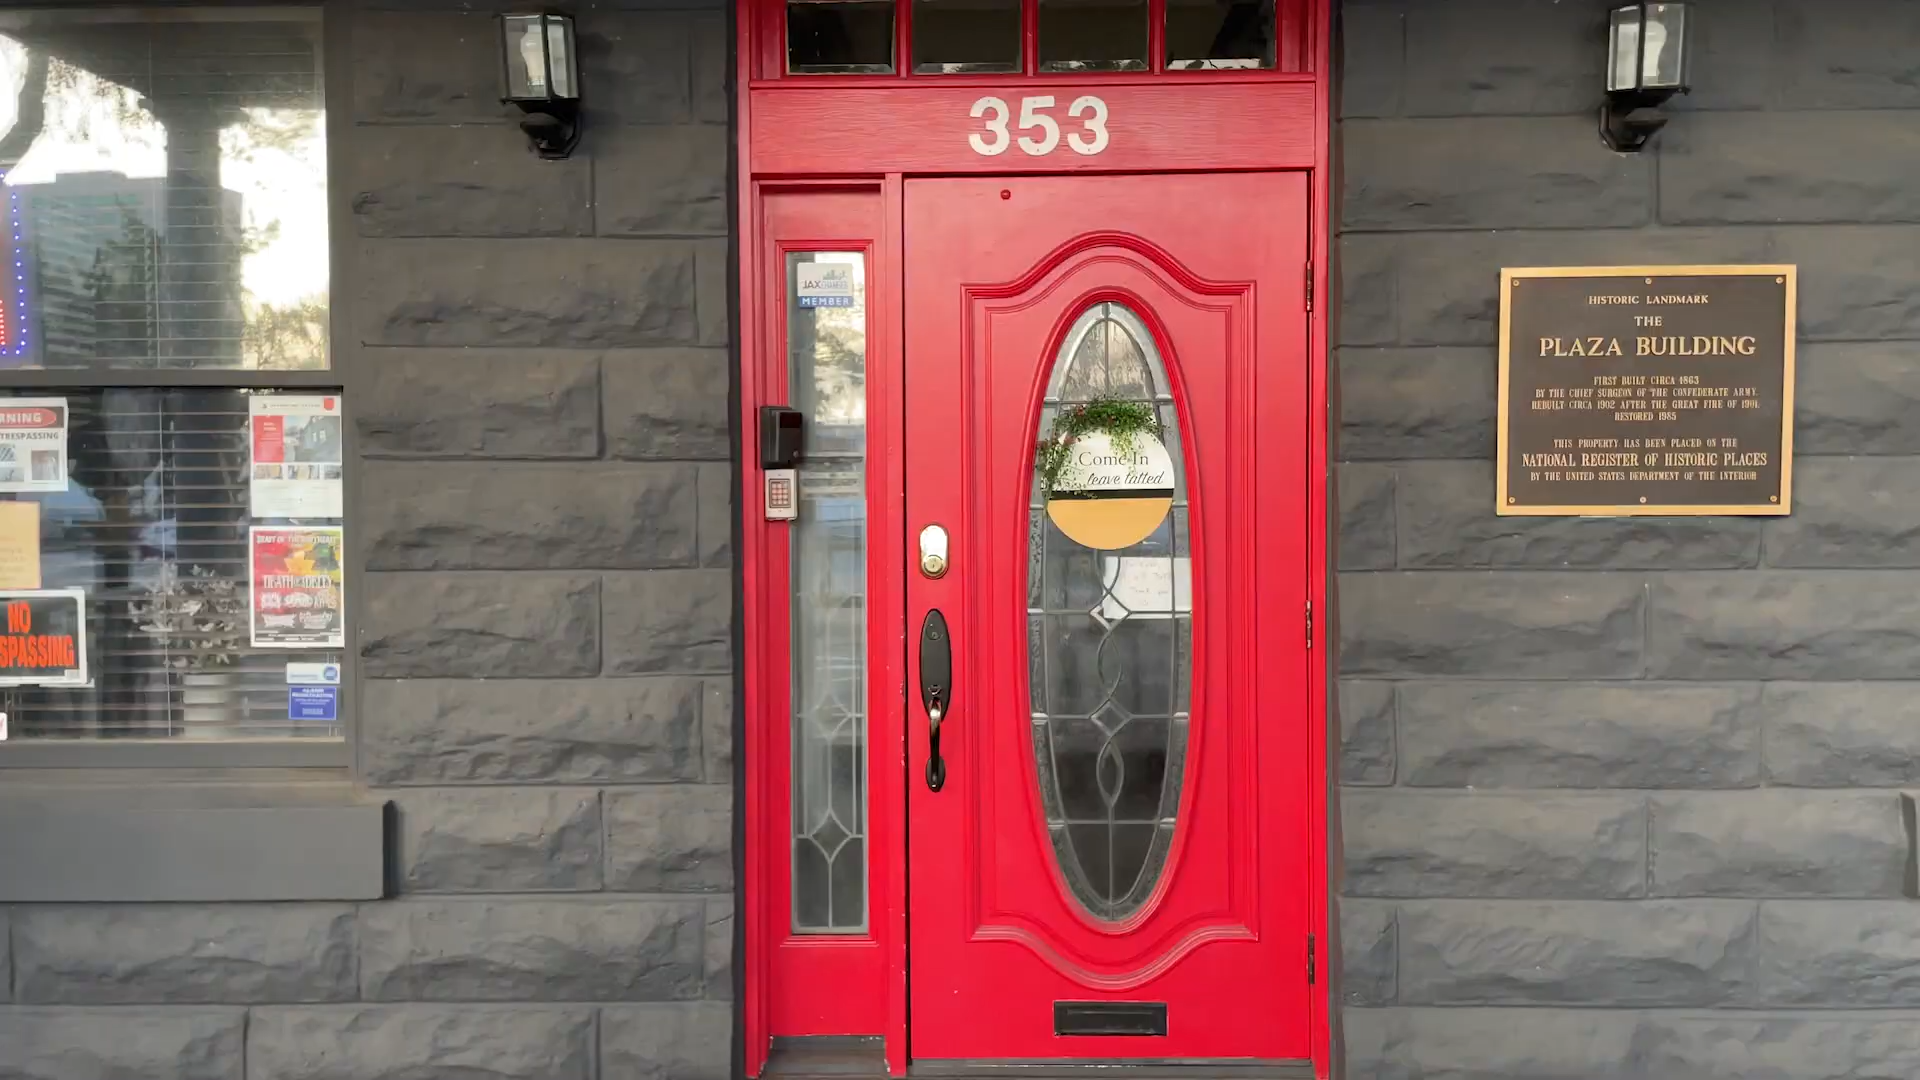 353
JAXCHAMBER
MEMBER
Come In
leave tatted
HISTORIC LANDMARK
THE
PLAZA BUILDING
FIRST BUILT CIRCA 1863
BY THE CHIEF SURGEON OF THE CONFEDERATE ARMY.
REBUILT CIRCA 1902 AFTER THE GREAT FIRE OF 1901.
RESTORED 1985
THIS PROPERTY HAS BEEN PLACED ON THE
NATIONAL REGISTER OF HISTORIC PLACES
BY THE UNITED STATES DEPARTMENT OF THE INTERIOR
RNING
TRESPASSING
NO
SPASSING